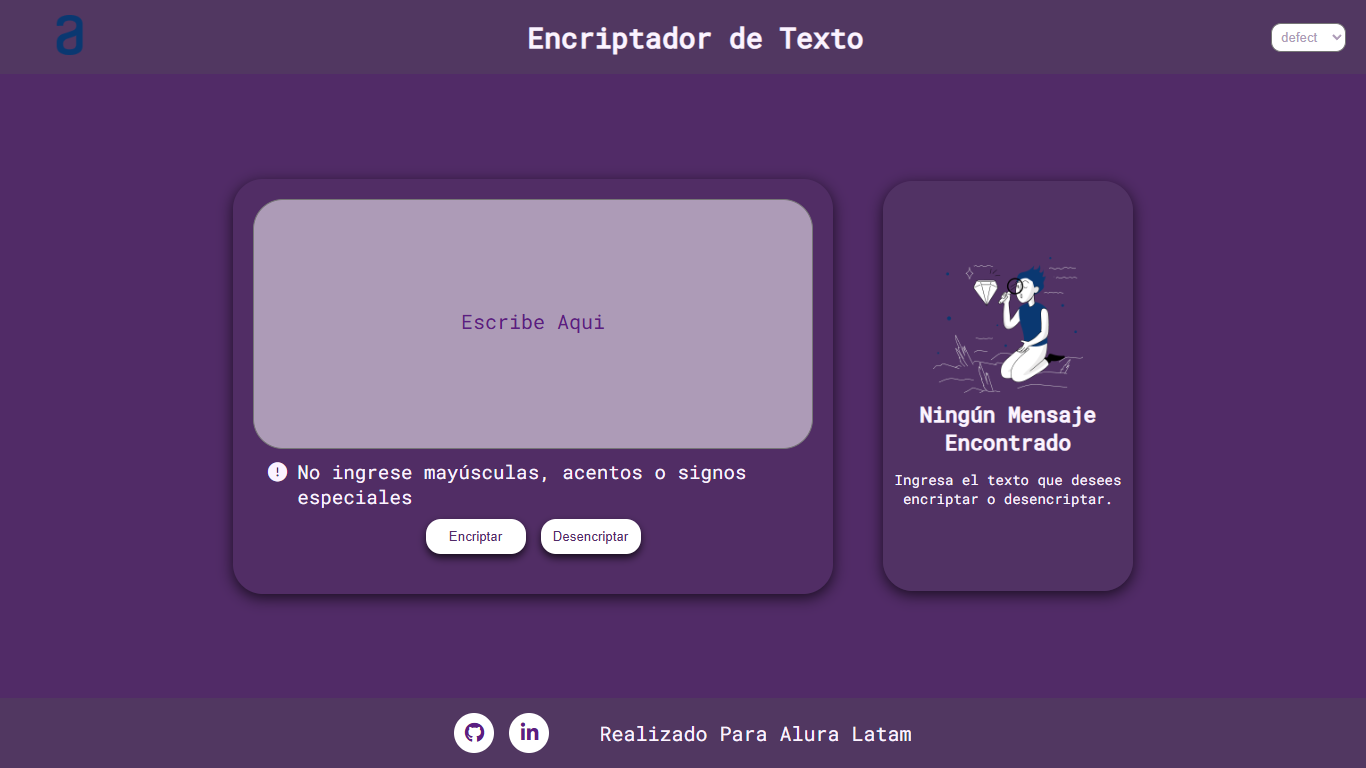 a
Encriptador de Texto
defect
Escribe Aqui
No ingrese mayúsculas, acentos o signos
especiales
Encriptar
Desencriptar
Ningún Mensaje
Encontrado
Ingresa el texto que desees
encriptar o desencriptar.
in
Realizado Para Alura Latam